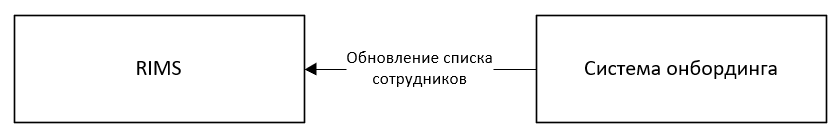 RIMS
Обновление списка
сотрудников
Система онбординга